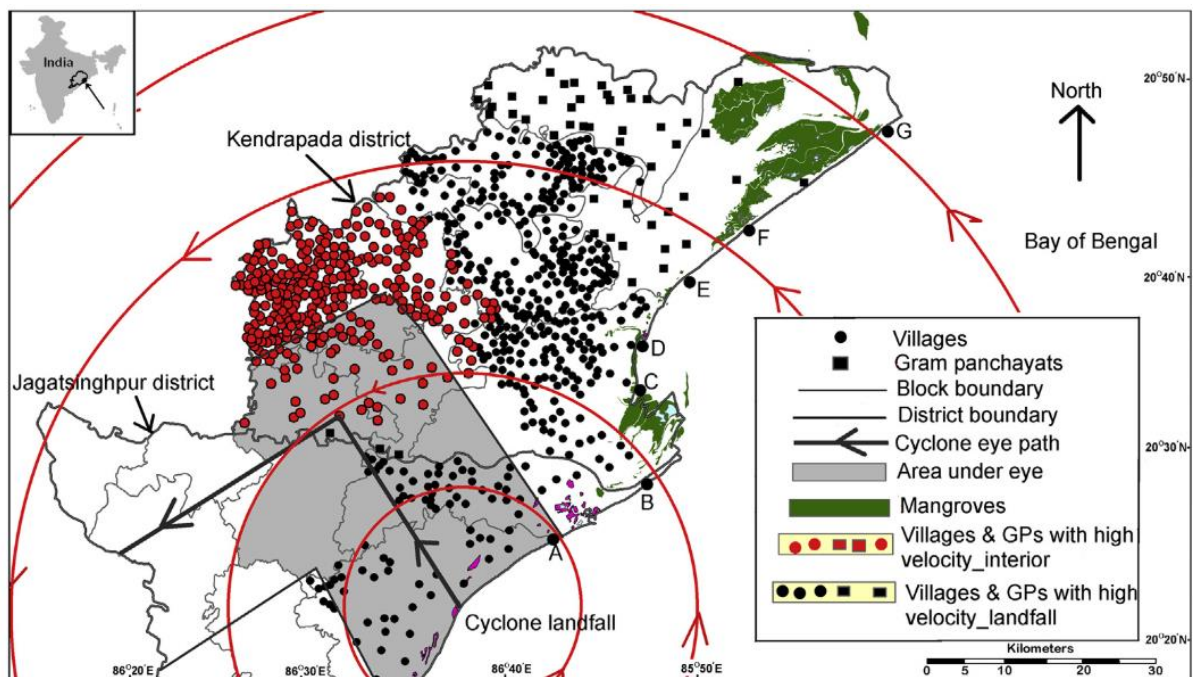 India
Kendrapada district
Jagatsinghpur district
North
Bay of Bengal
G
F
E
D
C
B
A
Cyclone landfall
20°50'N
20°40'N
20°30'N
20°20'N
86°20'E
86°30'E
86°40'E
85°50'E
Villages
Gram panchayats
Block boundary
District boundary
Cyclone eye path
Area under eye
Mangroves
Villages & GPs with high
velocity_interior
Villages & GPs with high
velocity_landfall
Kilometers
0 5 10 20 30